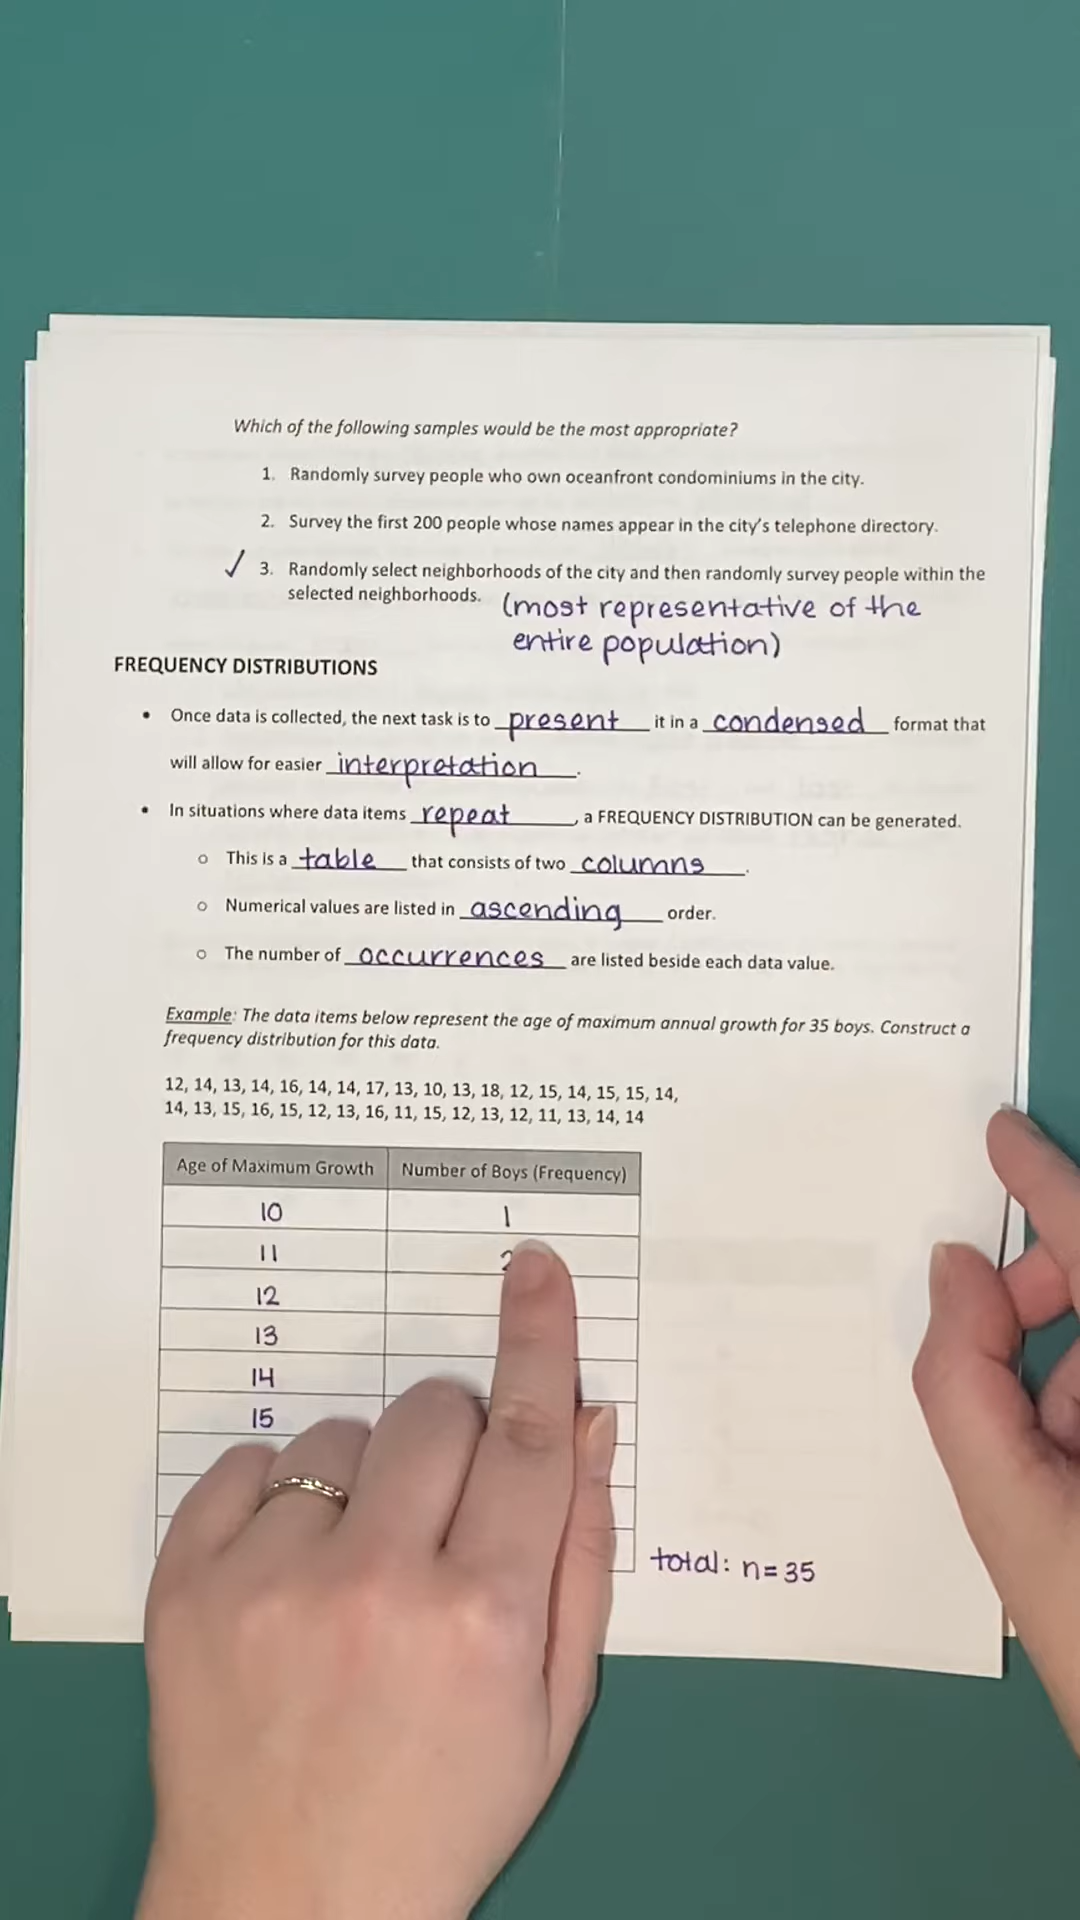 Which of the following samples would be the most appropriate?
1. Randomly survey people who own oceanfront condominiums in the city.
2. Survey the first 200 people whose names appear in the city's telephone directory.
✓ 3. Randomly select neighborhoods of the city and then randomly survey people within the
selected neighborhoods. (most representative of the
entire population)
FREQUENCY DISTRIBUTIONS
• Once data is collected, the next task is to present it in a condensed format that
will allow for easier interpretation.
• In situations where data items repeat, a FREQUENCY DISTRIBUTION can be generated.
o This is a table that consists of two columns.
o Numerical values are listed in ascending order.
o The number of occurrences are listed beside each data value.
Example: The data items below represent the age of maximum annual growth for 35 boys. Construct a
frequency distribution for this data.
12, 14, 13, 14, 16, 14, 14, 17, 13, 10, 13, 18, 12, 15, 14, 15, 15, 14,
14, 13, 15, 16, 15, 12, 13, 16, 11, 15, 12, 13, 12, 11, 13, 14, 14
Age of Maximum Growth Number of Boys (Frequency)
10 1
11 2
12
13
14
15
total: n=35